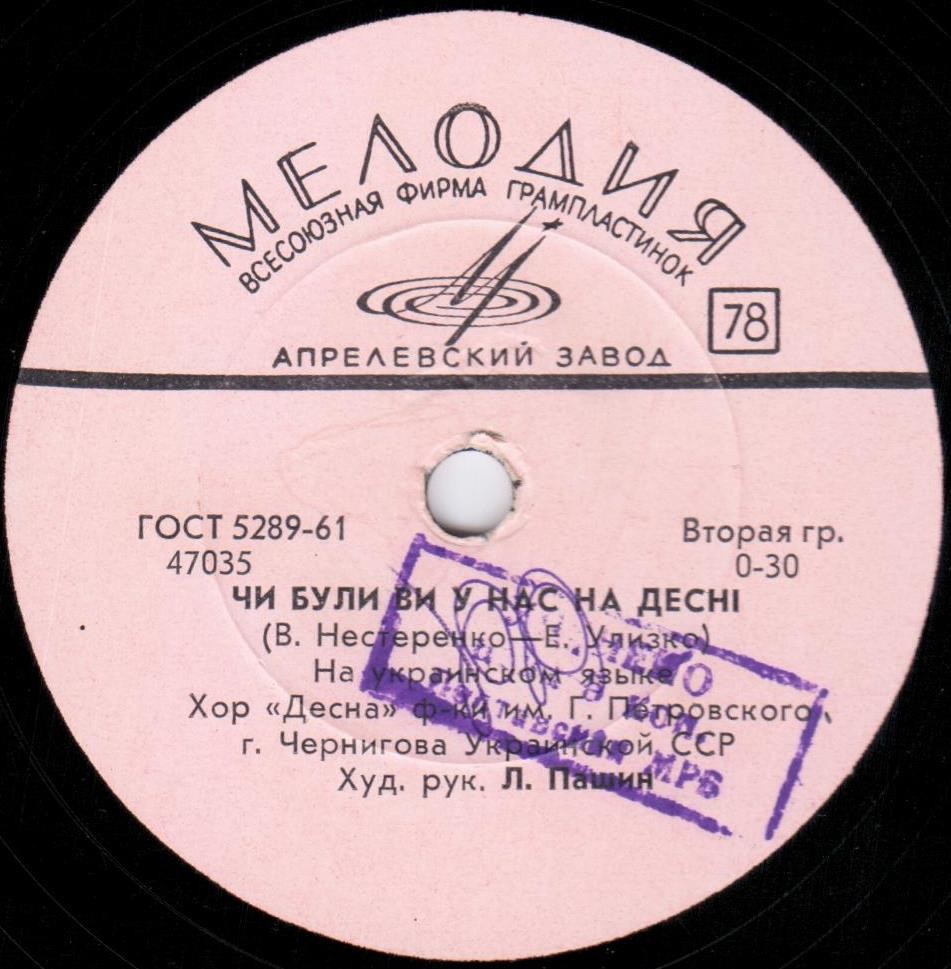 МЕЛОДИЯ
ВСЕСОЮЗНАЯ ФИРМА ГРАМПЛАСТИНОК
78
АПРЕЛЕВСКИЙ ЗАВОД
ГОСТ 5289-61
Вторая гр.
47035
0-30
ЧИ БУЛИ ВИ У НАС НА ДЕСНІ
(В. Нестеренко—Е. Улизко)
На украинском языке
Хор «Десна» ф-ки им. Г. Петровского
г. Чернигова Украинской ССР
Худ. рук. Л. Пашин
МРБ